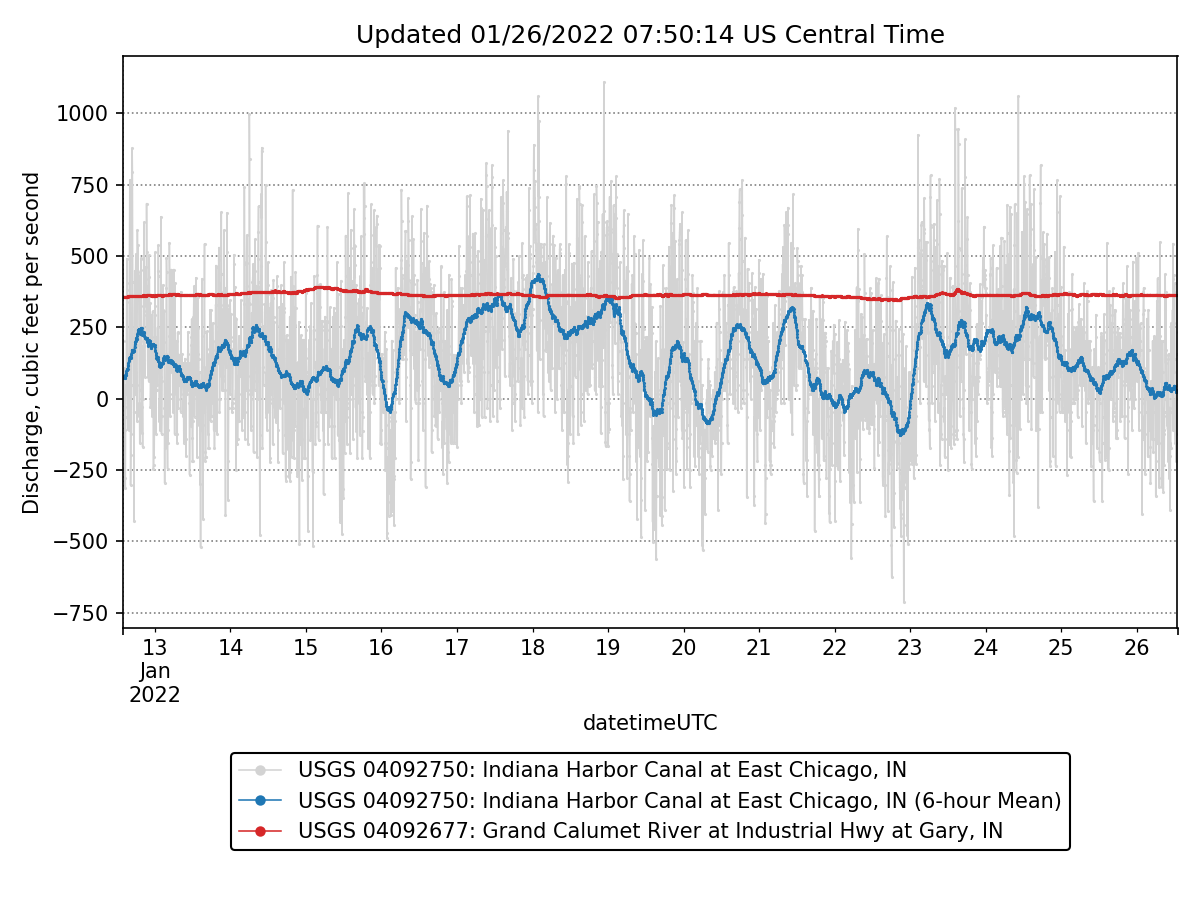 Updated 01/26/2022 07:50:14 US Central Time
Discharge, cubic feet per second
1000
750
500
250
0
−250
−500
−750
13 14 15 16 17 18 19 20 21 22 23 24 25 26
Jan
2022
datetimeUTC
USGS 04092750: Indiana Harbor Canal at East Chicago, IN
USGS 04092750: Indiana Harbor Canal at East Chicago, IN (6-hour Mean)
USGS 04092677: Grand Calumet River at Industrial Hwy at Gary, IN